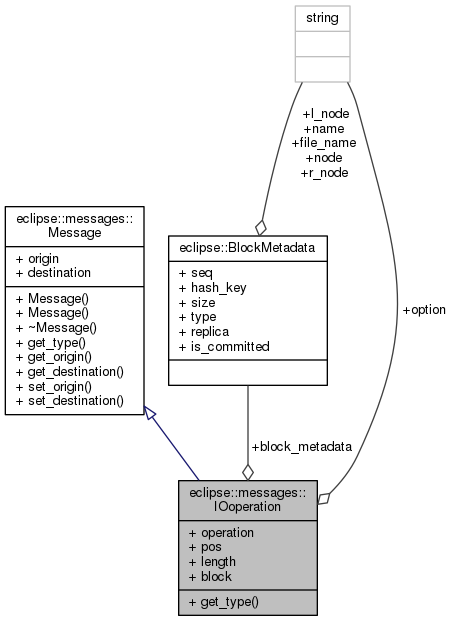 string
+l_node
+name
+file_name
+node
+r_node
eclipse::messages::
Message
+ origin
+ destination
+ Message()
+ Message()
+ ~Message()
+ get_type()
+ get_origin()
+ get_destination()
+ set_origin()
+ set_destination()
eclipse::BlockMetadata
+ seq
+ hash_key
+ size
+ type
+ replica
+ is_committed
+option
+block_metadata
eclipse::messages::
IOoperation
+ operation
+ pos
+ length
+ block
+ get_type()